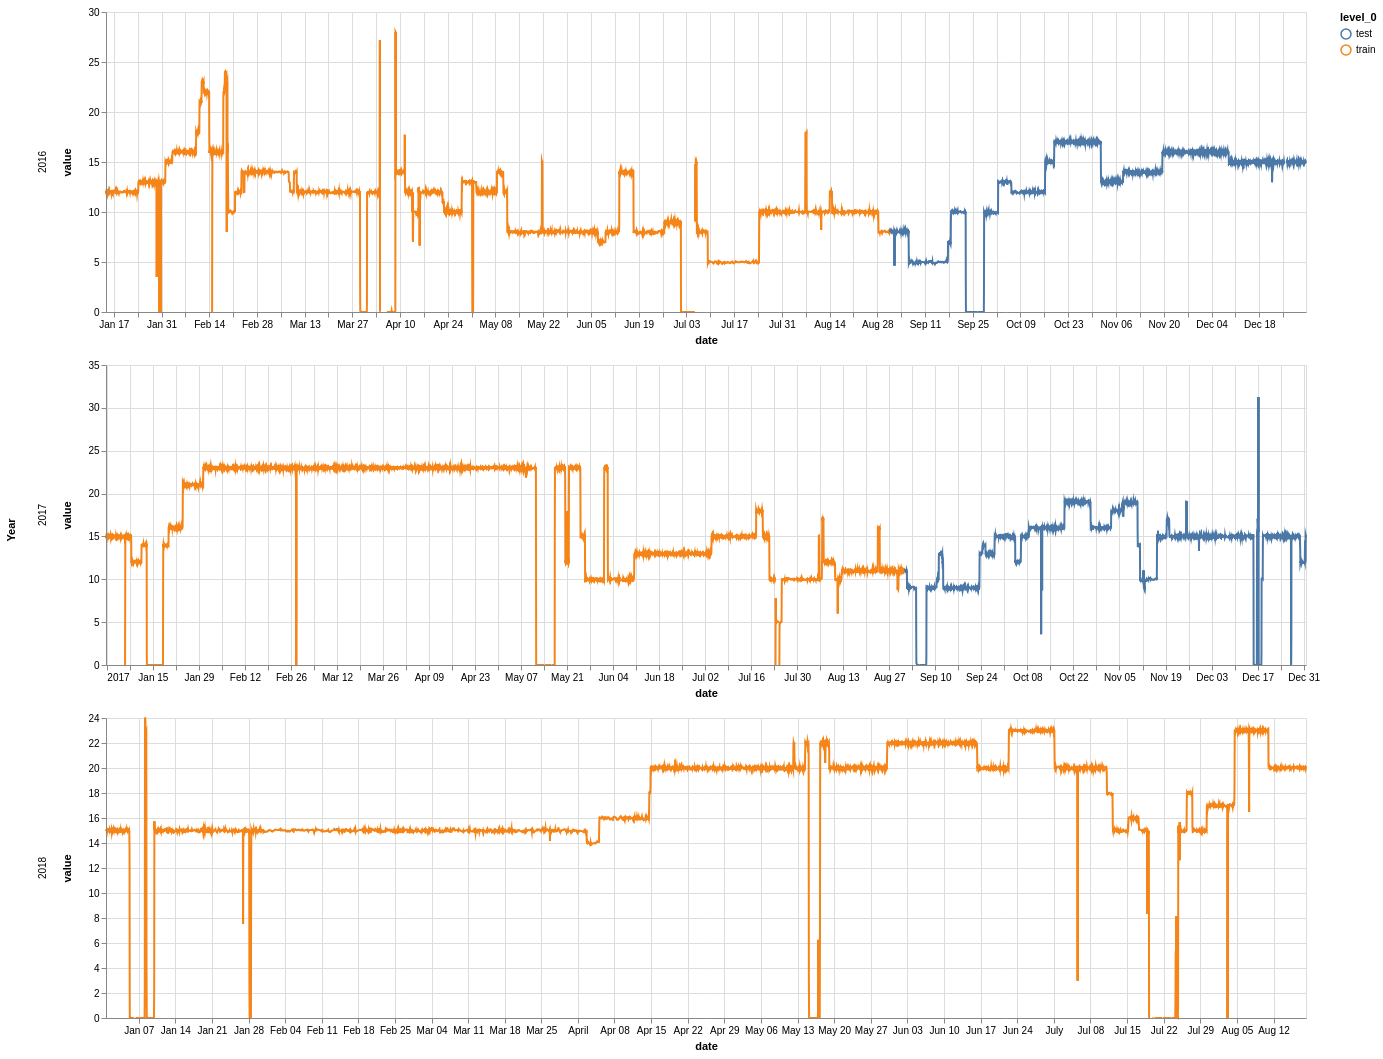 level_0
test
train
30
25
20
15
10
5
0
value
2016
Jan 17 Jan 31 Feb 14 Feb 28 Mar 13 Mar 27 Apr 10 Apr 24 May 08 May 22 Jun 05 Jun 19 Jul 03 Jul 17 Jul 31 Aug 14 Aug 28 Sep 11 Sep 25 Oct 09 Oct 23 Nov 06 Nov 20 Dec 04 Dec 18
date
35
30
25
20
15
10
5
0
value
2017
Year
2017 Jan 15 Jan 29 Feb 12 Feb 26 Mar 12 Mar 26 Apr 09 Apr 23 May 07 May 21 Jun 04 Jun 18 Jul 02 Jul 16 Jul 30 Aug 13 Aug 27 Sep 10 Sep 24 Oct 08 Oct 22 Nov 05 Nov 19 Dec 03 Dec 17 Dec 31
date
24
22
20
18
16
14
12
10
8
6
4
2
0
value
2018
Jan 07 Jan 14 Jan 21 Jan 28 Feb 04 Feb 11 Feb 18 Feb 25 Mar 04 Mar 11 Mar 18 Mar 25 April Apr 08 Apr 15 Apr 22 Apr 29 May 06 May 13 May 20 May 27 Jun 03 Jun 10 Jun 17 Jun 24 July Jul 08 Jul 15 Jul 22 Jul 29 Aug 05 Aug 12
date